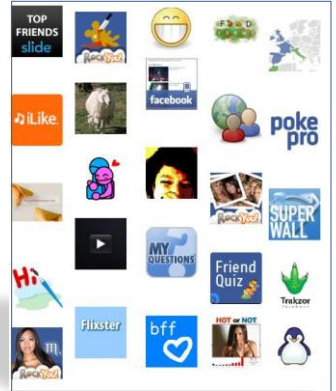 TOP
FRIENDS
slide
RockYou!
FOOD
facebook
iLike
poke
pro
RockYou!
SUPER
WALL
Hi
MY
QUESTIONS
Friend
Quiz
Trakzor
RockYou!
m.
Flixster
bff
HOT or NOT